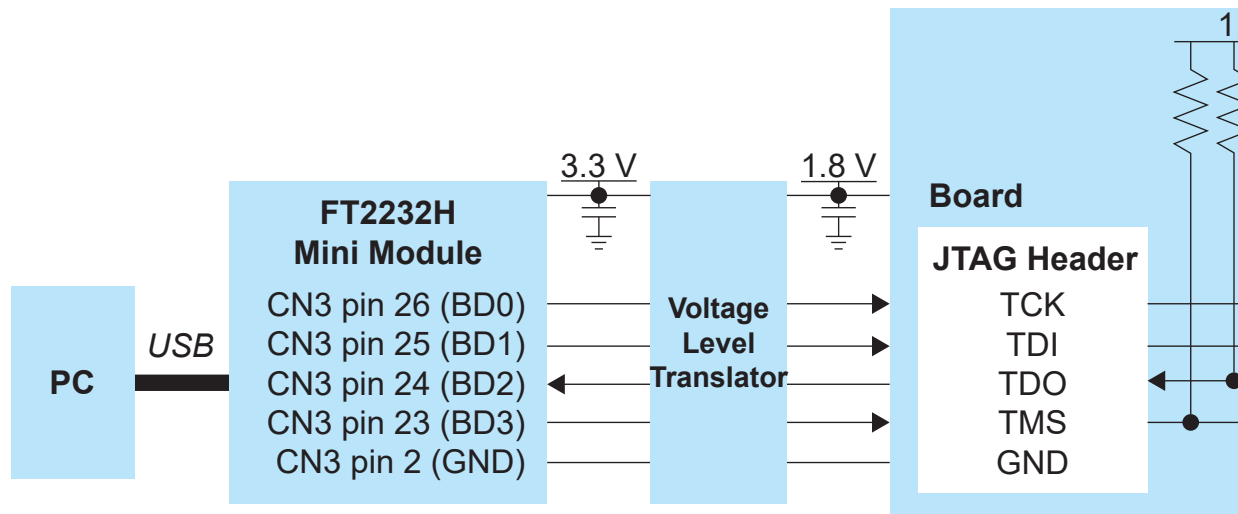 1
3.3 V
1.8 V
FT2232H
Mini Module
CN3 pin 26 (BD0)
CN3 pin 25 (BD1)
CN3 pin 24 (BD2)
CN3 pin 23 (BD3)
CN3 pin 2 (GND)
PC
USB
Voltage
Level
Translator
Board
JTAG Header
TCK
TDI
TDO
TMS
GND